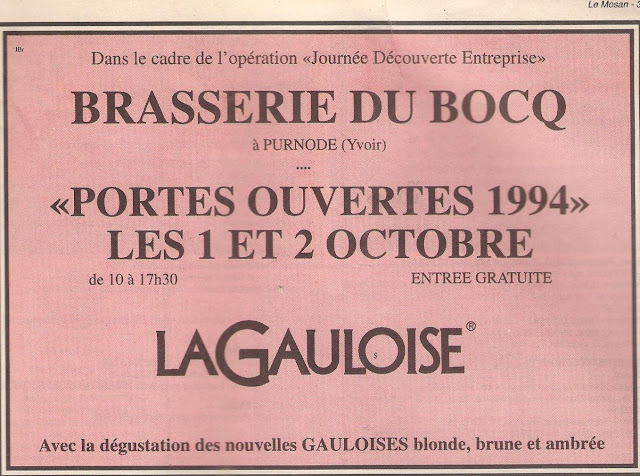 Le Mosan - 3
IBr
Dans le cadre de l'opération «Journée Découverte Entreprise»
BRASSERIE DU BOCQ
à PURNODE (Yvoir)
....
«PORTES OUVERTES 1994»
LES 1 ET 2 OCTOBRE
de 10 à 17h30 ENTREE GRATUITE
LAGAULOISE®
S
Avec la dégustation des nouvelles GAULOISES blonde, brune et ambrée